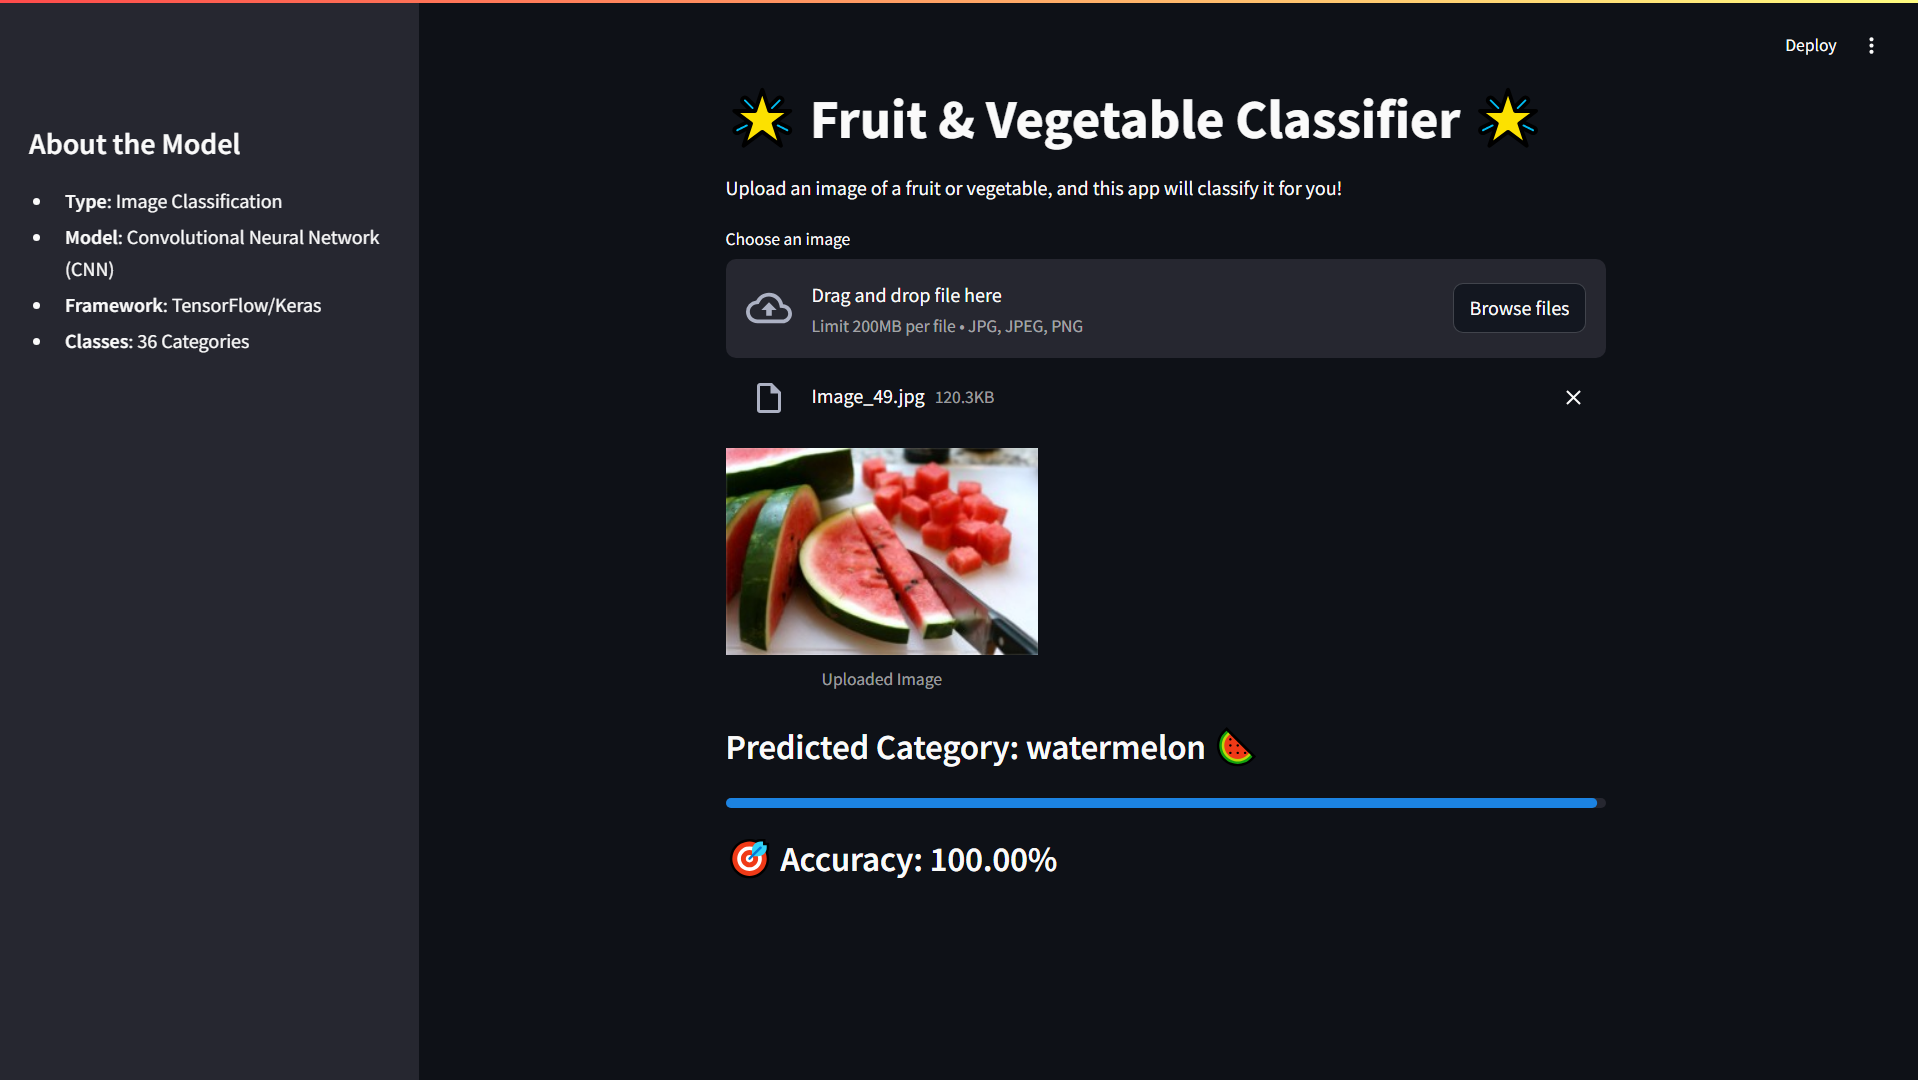 Deploy
About the Model
Type: Image Classification
Model: Convolutional Neural Network
(CNN)
Framework: TensorFlow/Keras
Classes: 36 Categories
Fruit & Vegetable Classifier
Upload an image of a fruit or vegetable, and this app will classify it for you!
Choose an image
Drag and drop file here
Limit 200MB per file • JPG, JPEG, PNG
Browse files
Image_49.jpg 120.3KB
Uploaded Image
Predicted Category: watermelon 🍉
🎯 Accuracy: 100.00%